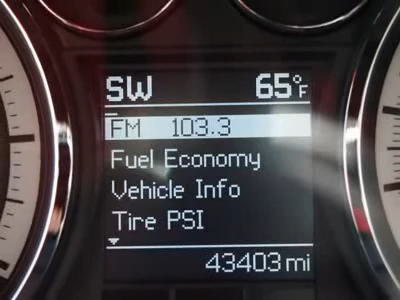 SW 65°F
FM 103.3
Fuel Economy
Vehicle Info
Tire PSI
43403 mi